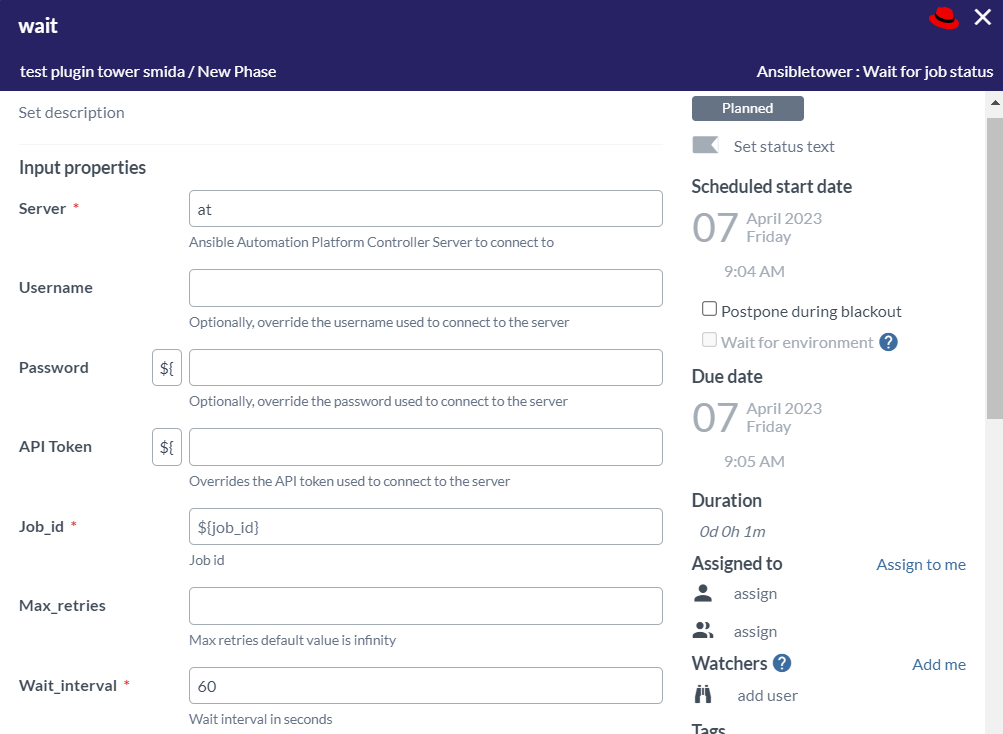 wait
test plugin tower smida / New Phase
Ansibletower : Wait for job status
Set description
Input properties
Server *
at
Ansible Automation Platform Controller Server to connect to
Username
Optionally, override the username used to connect to the server
Password
${
Optionally, override the password used to connect to the server
API Token
${
Overrides the API token used to connect to the server
Job_id *
${job_id}
Job id
Max_retries
Max retries default value is infinity
Wait_interval *
60
Wait interval in seconds
Planned
Set status text
Scheduled start date
07
April 2023
Friday
9:04 AM
Postpone during blackout
Wait for environment ?
Due date
07
April 2023
Friday
9:05 AM
Duration
0d 0h 1m
Assigned to
Assign to me
assign
assign
Watchers ?
Add me
add user
Tags